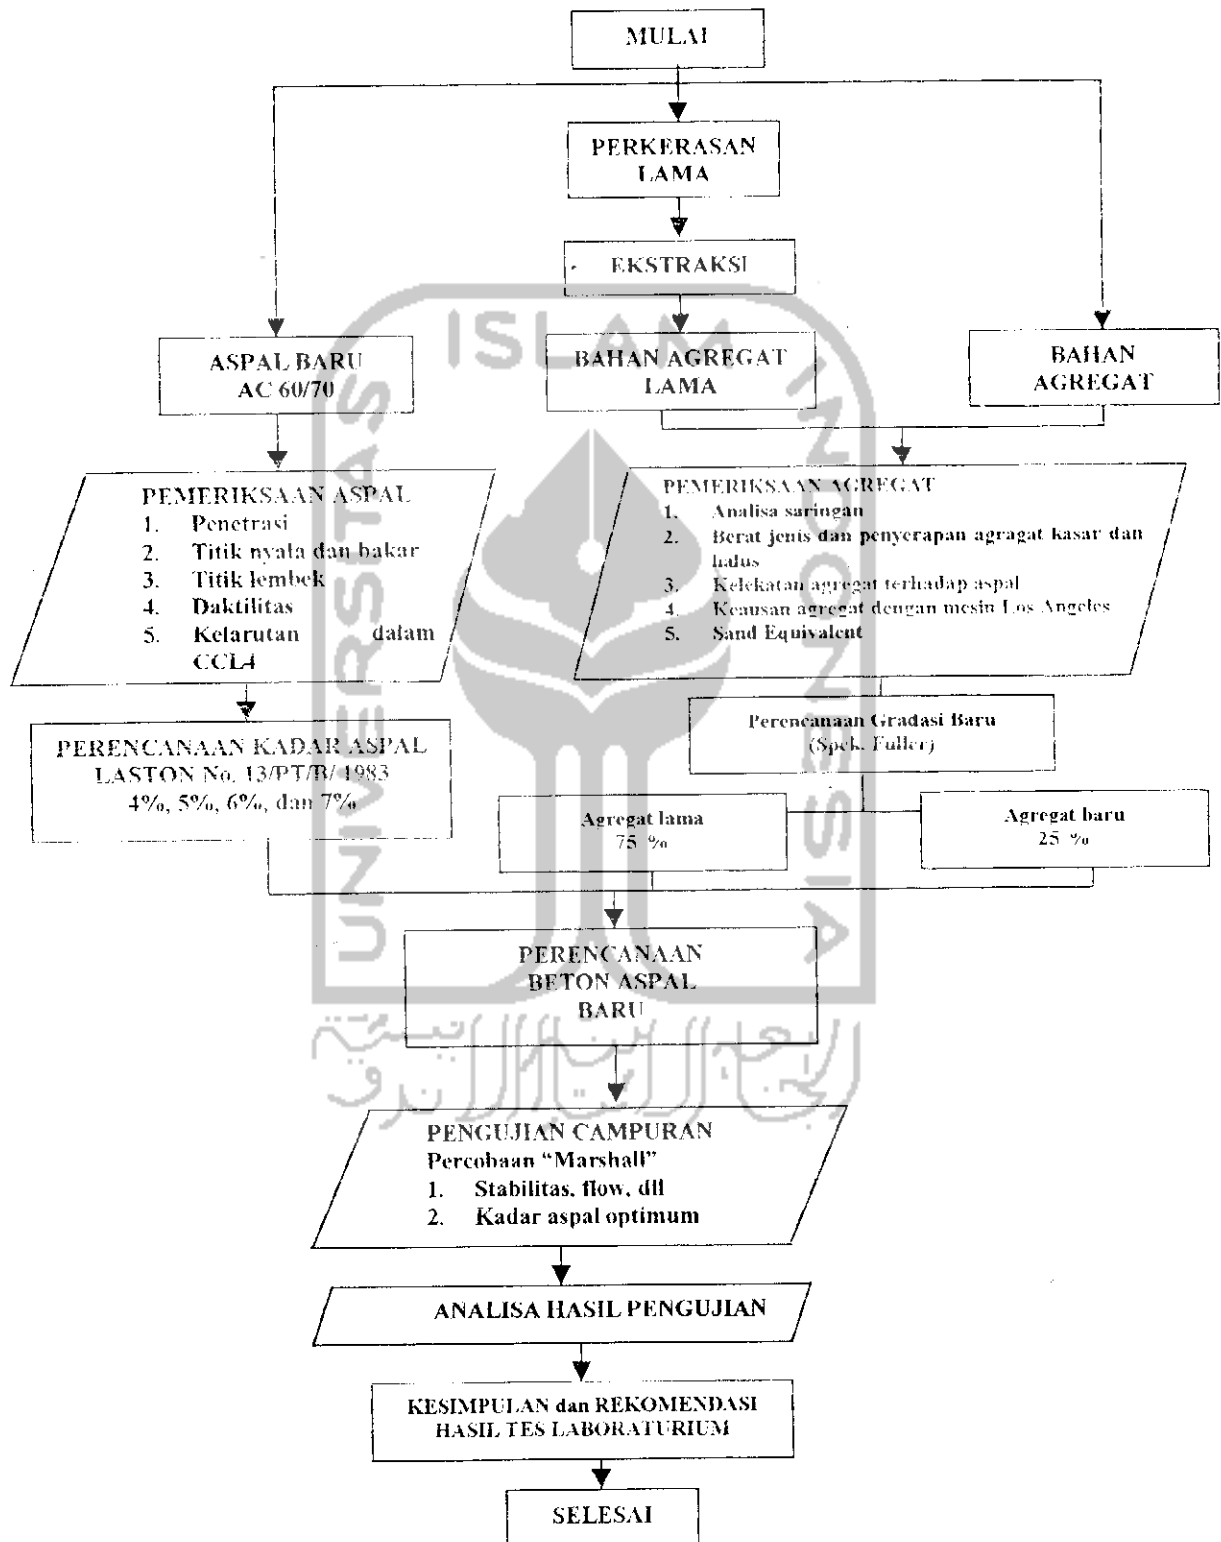 MULAI
PERKERASAN
LAMA
EKSTRAKSI
ASPAL BARU
AC 60/70
BAHAN AGREGAT
LAMA
BAHAN
AGREGAT
PEMERIKSAAN ASPAL
1. Penetrasi
2. Titik nyala dan bakar
3. Titik lembek
4. Daktilitas
5. Kelarutan dalam
CCL4
PEMERIKSAAN AGREGAT
1. Analisa saringan
2. Berat jenis dan penyerapan agragat kasar dan
halus
3. Kelekatan agregat terhadap aspal
4. Keausan agregat dengan mesin Los Angeles
5. Sand Equivalent
PERENCANAAN KADAR ASPAL
LASTON No. 13/PT/B/ 1983
4%, 5%, 6%, dan 7%
Perencanaan Gradasi Baru
(Spek. Fuller)
Agregat lama
75 %
Agregat baru
25 %
PERENCANAAN
BETON ASPAL
BARU
PENGUJIAN CAMPURAN
Percobaan “Marshall”
1. Stabilitas, flow, dll
2. Kadar aspal optimum
ANALISA HASIL PENGUJIAN
KESIMPULAN dan REKOMENDASI
HASIL TES LABORATURIUM
SELESAI
UNIVERSITAS
ISLAM
INDONESIA